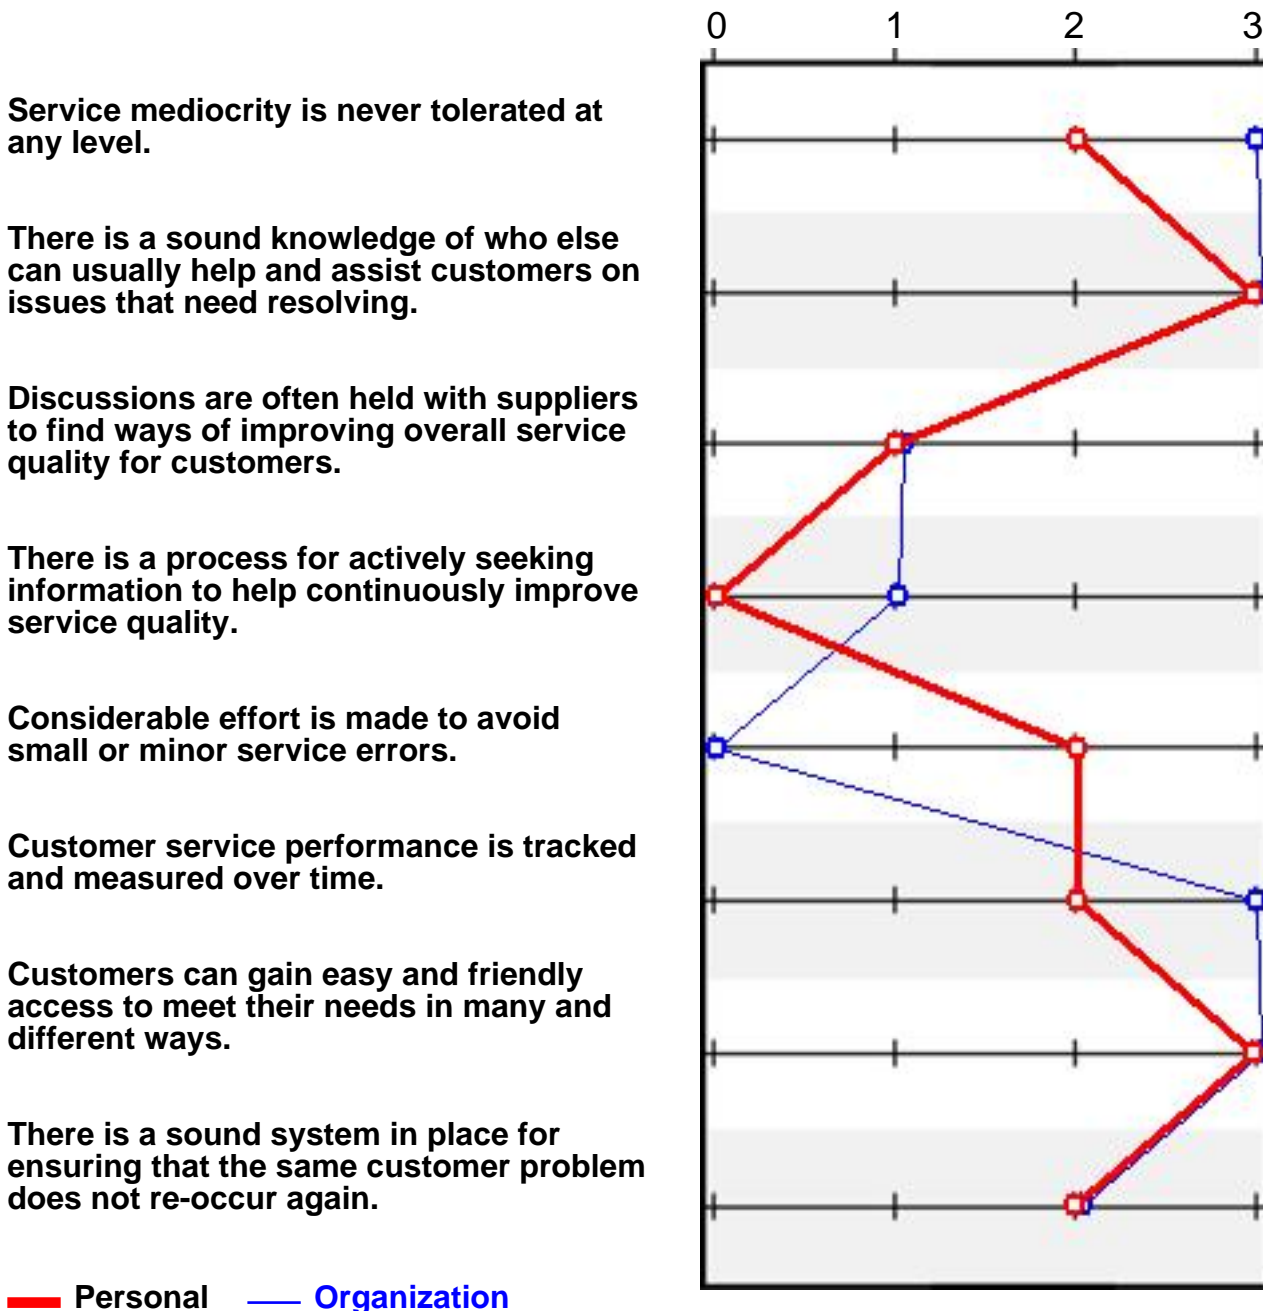 0 1 2 3
Service mediocrity is never tolerated at
any level.
There is a sound knowledge of who else
can usually help and assist customers on
issues that need resolving.
Discussions are often held with suppliers
to find ways of improving overall service
quality for customers.
There is a process for actively seeking
information to help continuously improve
service quality.
Considerable effort is made to avoid
small or minor service errors.
Customer service performance is tracked
and measured over time.
Customers can gain easy and friendly
access to meet their needs in many and
different ways.
There is a sound system in place for
ensuring that the same customer problem
does not re-occur again.
Personal Organization